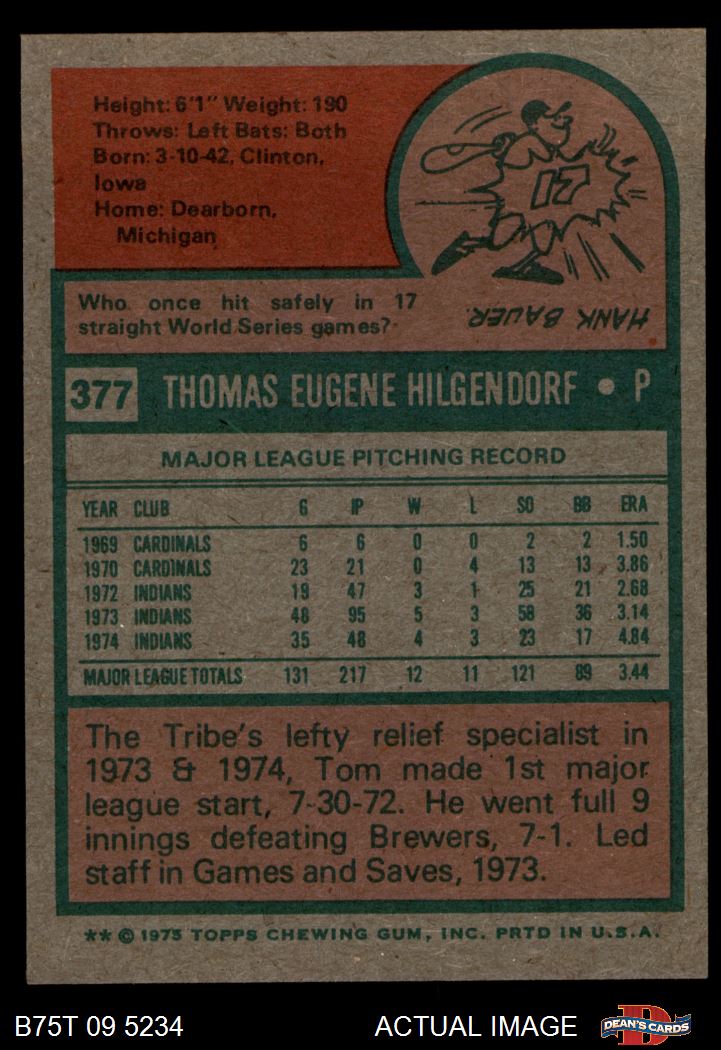 Height: 6'1" Weight: 190
Throws: Left Bats: Both
Born: 3-10-42, Clinton,
Iowa
Home: Dearborn,
Michigan
17
Who once hit safely in 17
straight World Series games?
HANK BAUER.
377 THOMAS EUGENE HILGENDORF • P
MAJOR LEAGUE PITCHING RECORD
YEAR CLUB G IP W L SO BB ERA
1969 CARDINALS 6 6 0 0 2 2 1.50
1970 CARDINALS 23 21 0 4 13 13 3.86
1972 INDIANS 19 47 3 1 25 21 2.68
1973 INDIANS 48 95 5 3 58 36 3.14
1974 INDIANS 35 48 4 3 23 17 4.84
MAJOR LEAGUE TOTALS 131 217 12 11 121 89 3.44
The Tribe's lefty relief specialist in
1973 & 1974, Tom made 1st major
league start, 7-30-72. He went full 9
innings defeating Brewers, 7-1. Led
staff in Games and Saves, 1973.
** © 1975 TOPPS CHEWING GUM, INC. PRTD IN U.S.A.
B75T 09 5234 ACTUAL IMAGE D DEAN'S CARDS